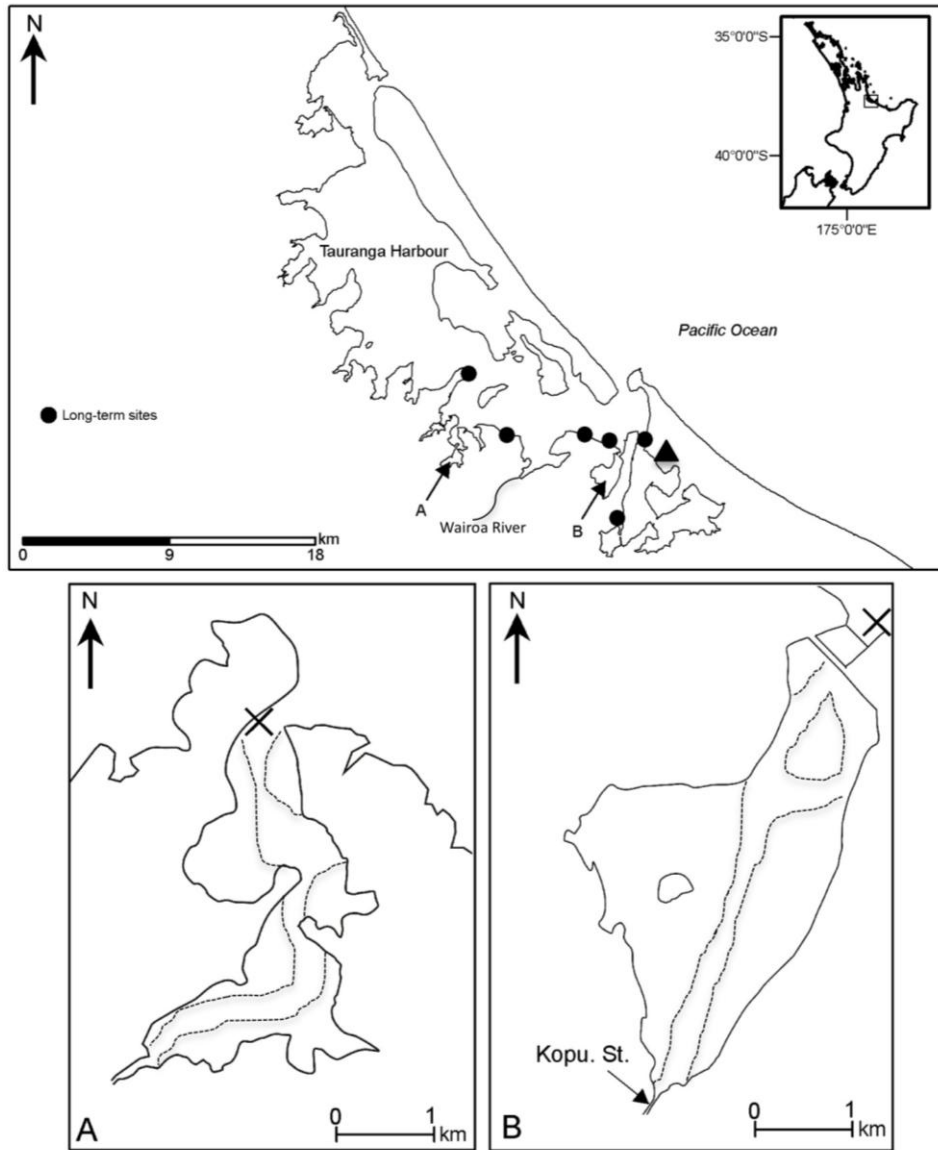 N
35°0'0"S
40°0'0"S
175°0'0"E
Tauranga Harbour
Pacific Ocean
Long-term sites
A
B
Wairoa River
km
0 9 18
N
N
Kopu. St.
0 1
km
A
0 1
km
B